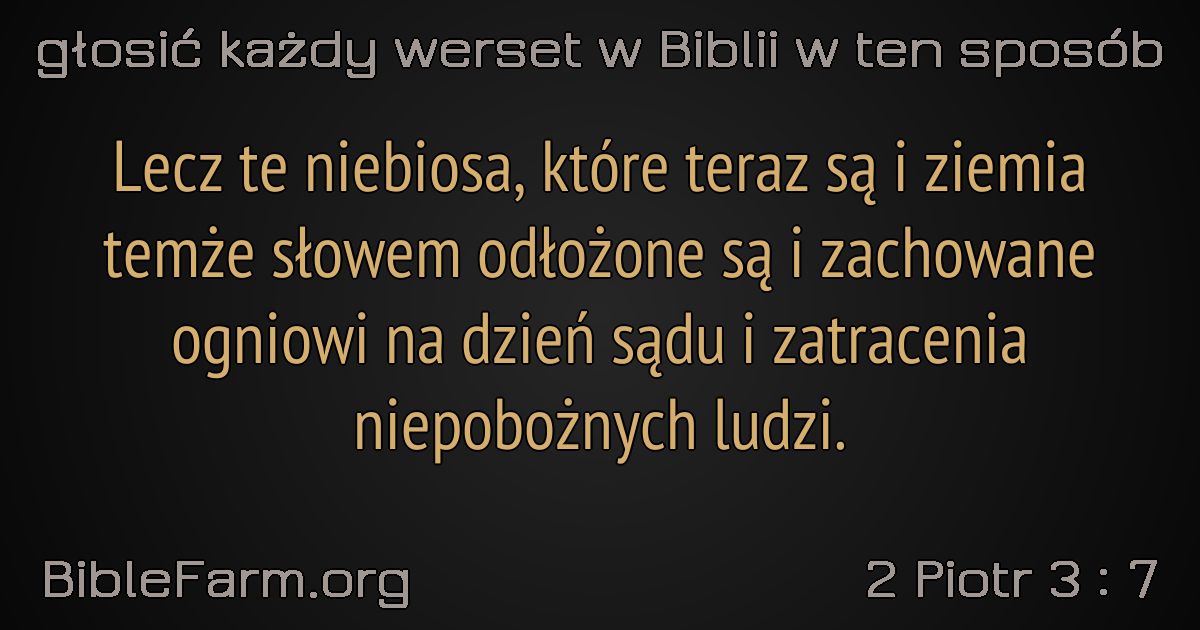 głosić każdy werset w Biblii w ten sposób
Lecz te niebiosa, które teraz są i ziemia
temże słowem odłożone są i zachowane
ogniowi na dzień sądu i zatracenia
niepobożnych ludzi.
BibleFarm.org
2 Piotr 3 : 7